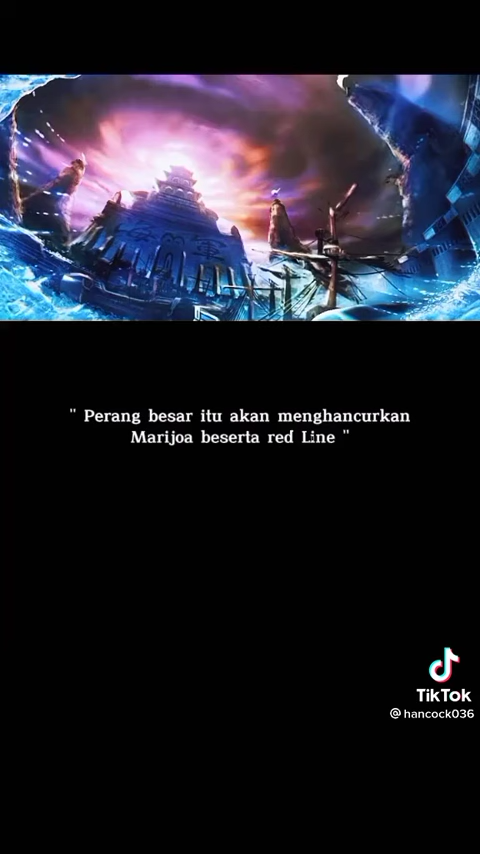 " Perang besar itu akan menghancurkan
Marijoa beserta red Line "
TikTok
@hancock036